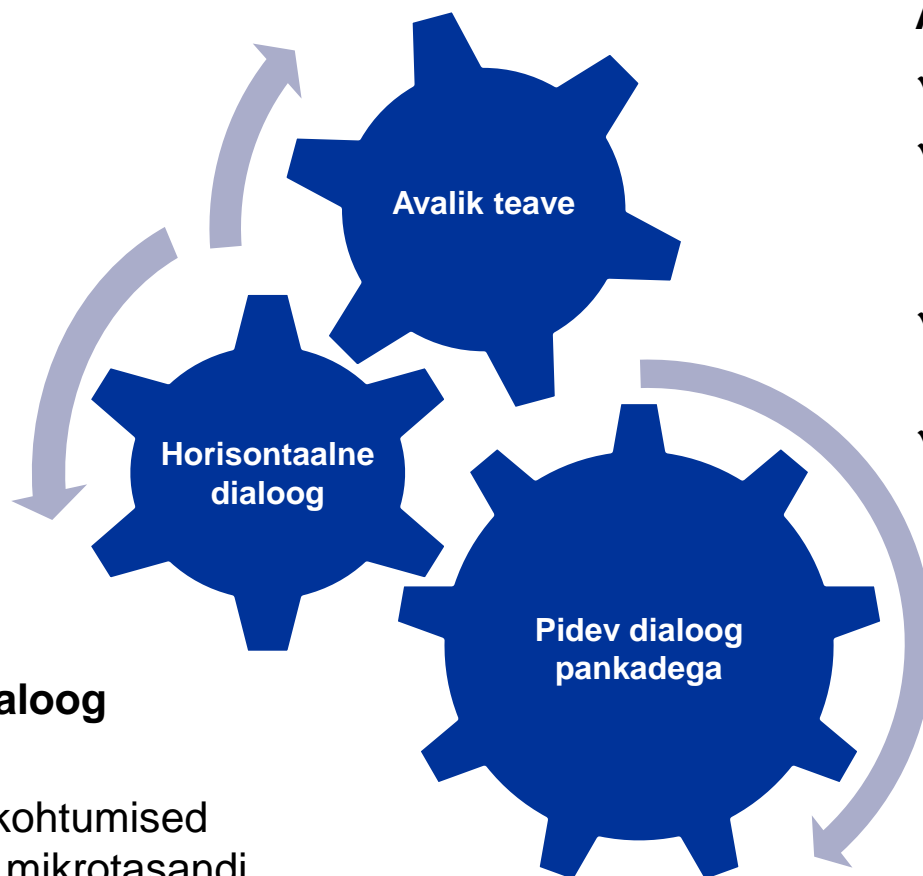 Avalik teave
Horisontaalne
dialoog
Pidev dialoog
pankadega
aloog
kohtumised
mikrotasandi